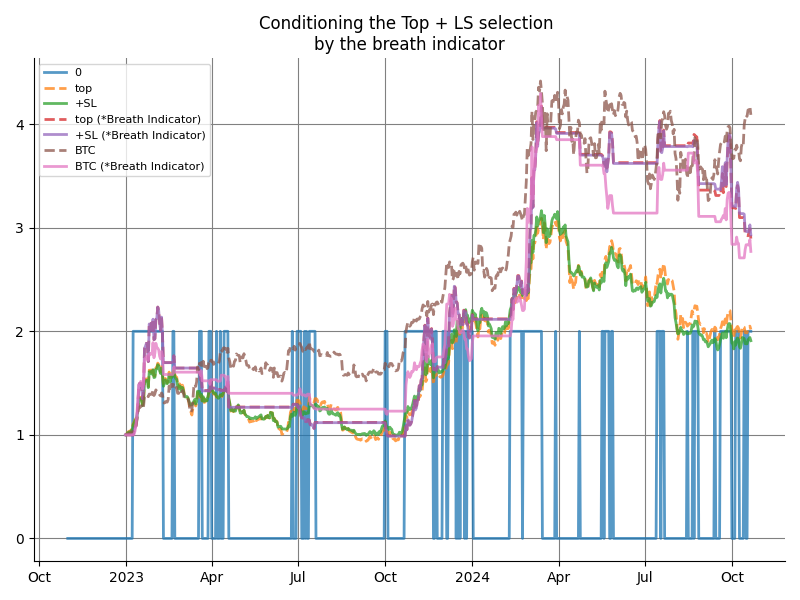 Conditioning the Top + LS selection
by the breath indicator
0
top
+SL
top (*Breath Indicator)
+SL (*Breath Indicator)
BTC
BTC (*Breath Indicator)
4
3
2
1
0
Oct
2023
Apr
Jul
Oct
2024
Apr
Jul
Oct